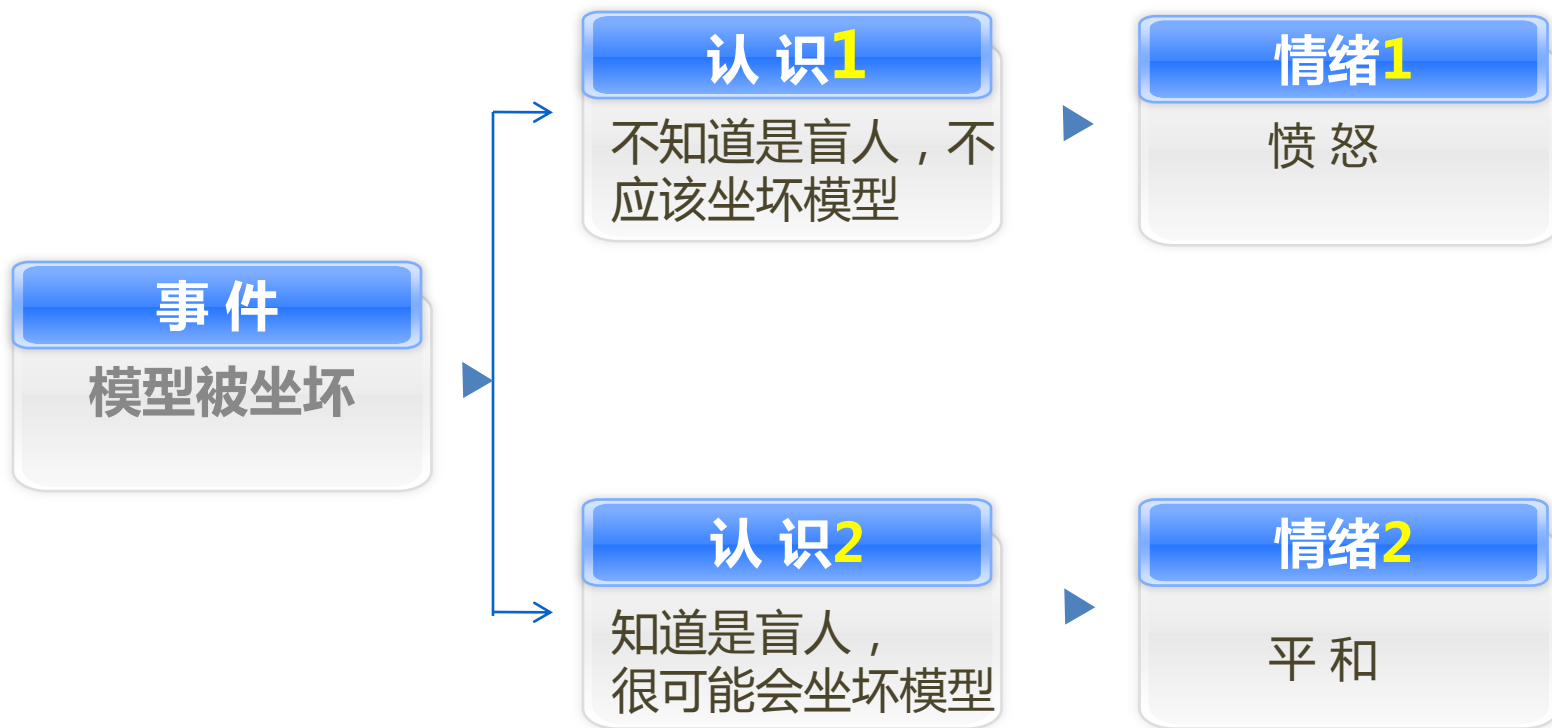 事 件
模型被坐坏
认 识1
不知道是盲人，不
应该坐坏模型
情绪1
愤 怒
认 识2
知道是盲人，
很可能会坐坏模型
情绪2
平 和